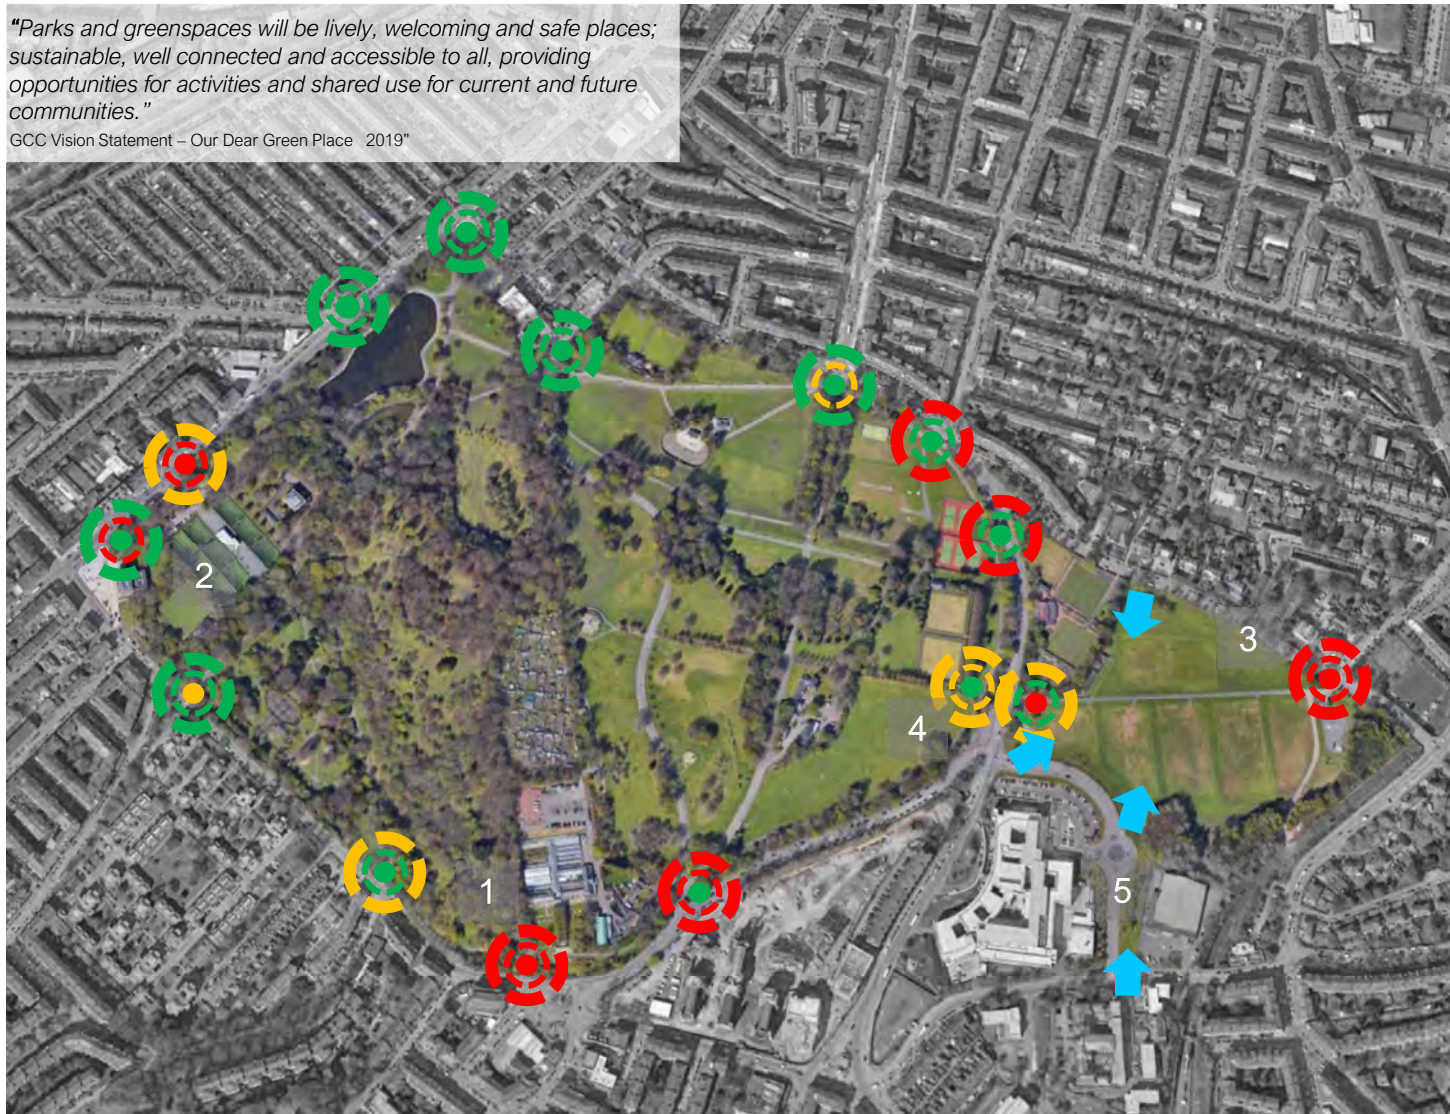 "Parks and greenspaces will be lively, welcoming and safe places;
sustainable, well connected and accessible to all, providing
opportunities for activities and shared use for current and future
communities."
GCC Vision Statement – Our Dear Green Place 2019"
2
3
4
1
5